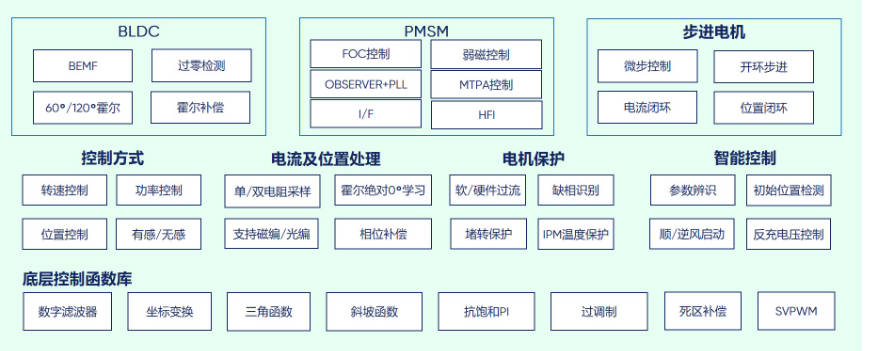 BLDC
BEMF
过零检测
60°/120°霍尔
霍尔补偿
PMSM
FOC控制
弱磁控制
OBSERVER+PLL
MTPA控制
I/F
HFI
步进电机
微步控制
开环步进
电流闭环
位置闭环
控制方式
转速控制
功率控制
位置控制
有感/无感
电流及位置处理
单/双电阻采样
霍尔绝对0°学习
支持磁编/光编
相位补偿
电机保护
软/硬件过流
缺相识别
堵转保护
IPM温度保护
智能控制
参数辨识
初始位置检测
顺/逆风启动
反充电压控制
底层控制函数库
数字滤波器
坐标变换
三角函数
斜坡函数
抗饱和PI
过调制
死区补偿
SVPWM